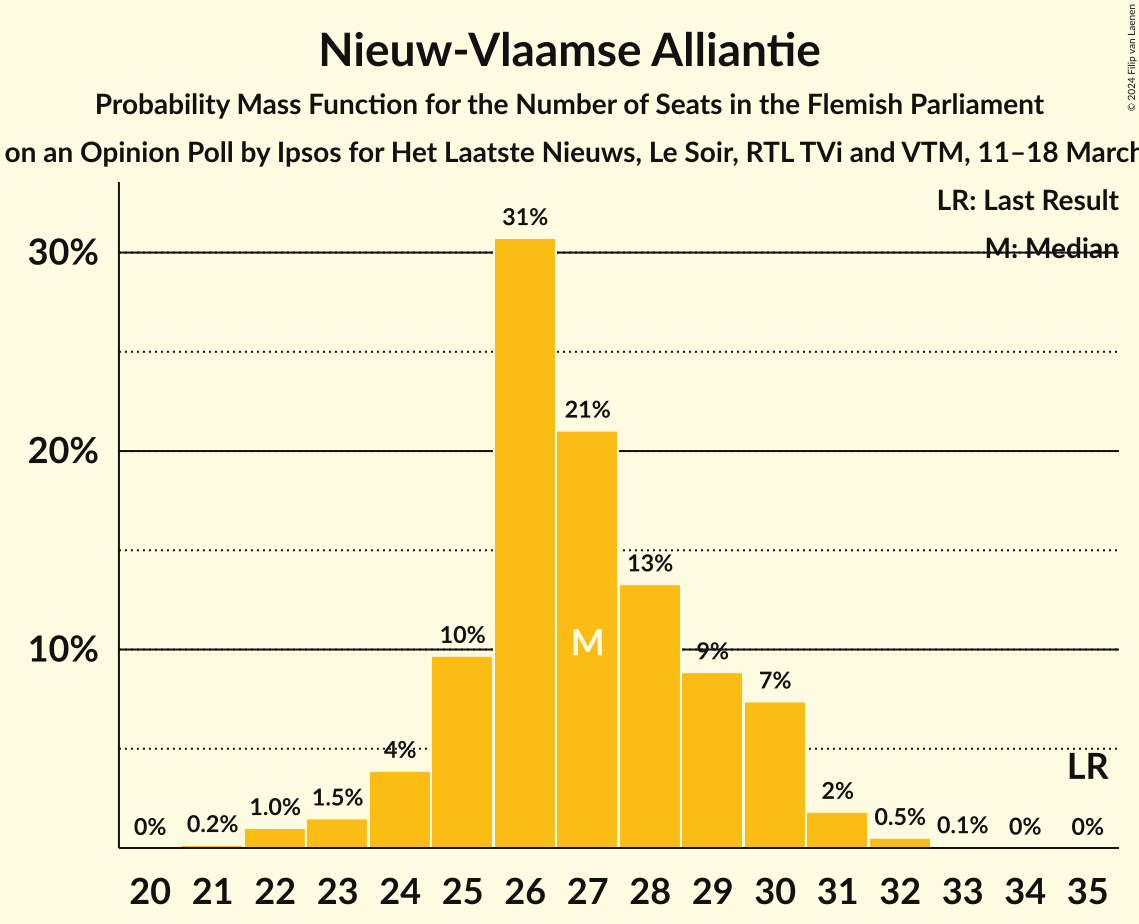 Nieuw-Vlaamse Alliantie
Probability Mass Function for the Number of Seats in the Flemish Parliament
on an Opinion Poll by Ipsos for Het Laatste Nieuws, Le Soir, RTL TVi and VTM, 11–18 March
© 2024 Filip van Laenen
LR: Last Result
M: Median
30%
20%
10%
0%
0.2%
1.0%
1.5%
4%
10%
31%
21%
13%
9%
7%
2%
0.5%
0.1%
0%
0%
M
LR
20 21 22 23 24 25 26 27 28 29 30 31 32 33 34 35